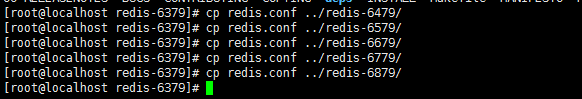 [root@localhost redis-6379]# cp redis.conf ../redis-6479/
[root@localhost redis-6379]# cp redis.conf ../redis-6579/
[root@localhost redis-6379]# cp redis.conf ../redis-6679/
[root@localhost redis-6379]# cp redis.conf ../redis-6779/
[root@localhost redis-6379]# cp redis.conf ../redis-6879/
[root@localhost redis-6379]#